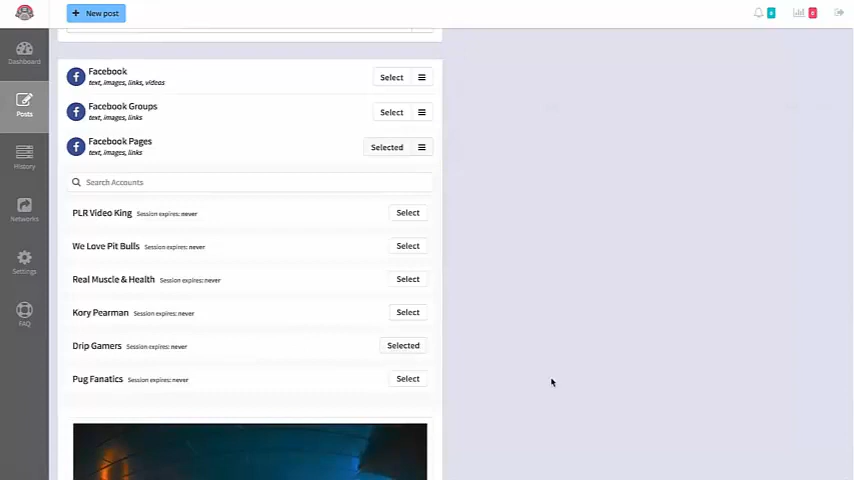 + New post
6
6
Dashboard
Posts
History
Networks
Settings
FAQ
Facebook
text, images, links, videos
Select
Facebook Groups
text, images, links
Select
Facebook Pages
text, images, links
Selected
Search Accounts
PLR Video King Session expires: never Select
We Love Pit Bulls Session expires: never Select
Real Muscle & Health Session expires: never Select
Kory Pearman Session expires: never Select
Drip Gamers Session expires: never Selected
Pug Fanatics Session expires: never Select